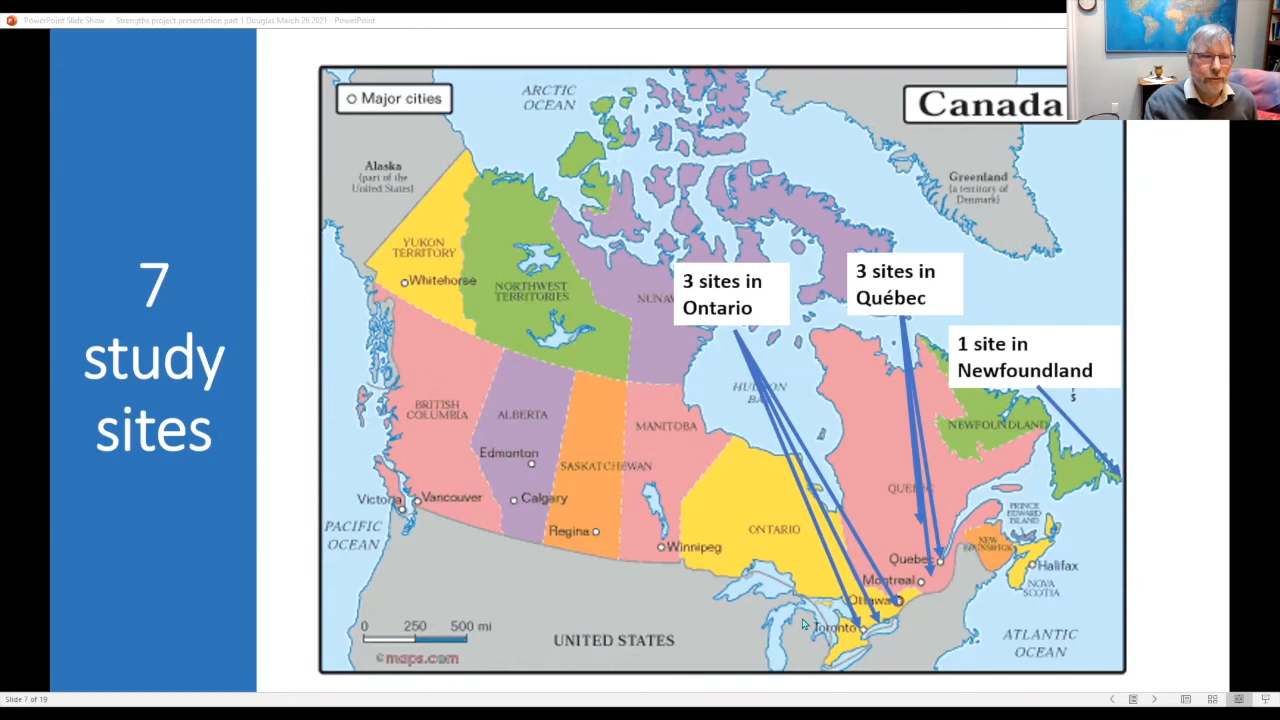 PowerPoint Slide Show - Strengths project presentation part 1 Douglas March 26 2021 - PowerPoint
7
study
sites
Major cities
Canada
ARCTIC
OCEAN
Alaska
(part of the
United States)
Greenland
(a territory of
Denmark)
YUKON
TERRITORY
Whitehorse
NORTHWEST
TERRITORIES
3 sites in
Ontario
3 sites in
Québec
1 site in
Newfoundland
HUDSON
BRITISH
COLUMBIA
ALBERTA
MANITOBA
NEWFOUNDLAND
Edmonton
SASKATCHEWAN
Victoria
Vancouver
Calgary
QUEBEC
PRINCE
EDWARD
ISLAND
PACIFIC
OCEAN
Regina
Winnipeg
ONTARIO
NEW
BRUNSWICK
Quebec
Halifax
Montreal
NOVA
SCOTIA
Ottawa
Toronto
0 250 500 mi
UNITED STATES
ATLANTIC
OCEAN
©maps.com
Slide 7 of 19